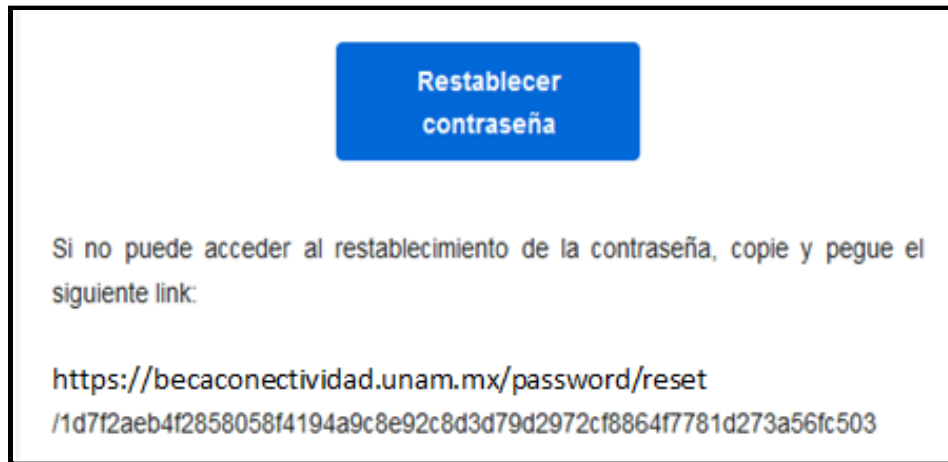 Restablecer
contraseña
Si no puede acceder al restablecimiento de la contraseña, copie y pegue el
siguiente link:
https://becaconectividad.unam.mx/password/reset
/1d7f2aeb4f2858058f4194a9c8e92c8d3d79d2972cf8864f7781d273a56fc503